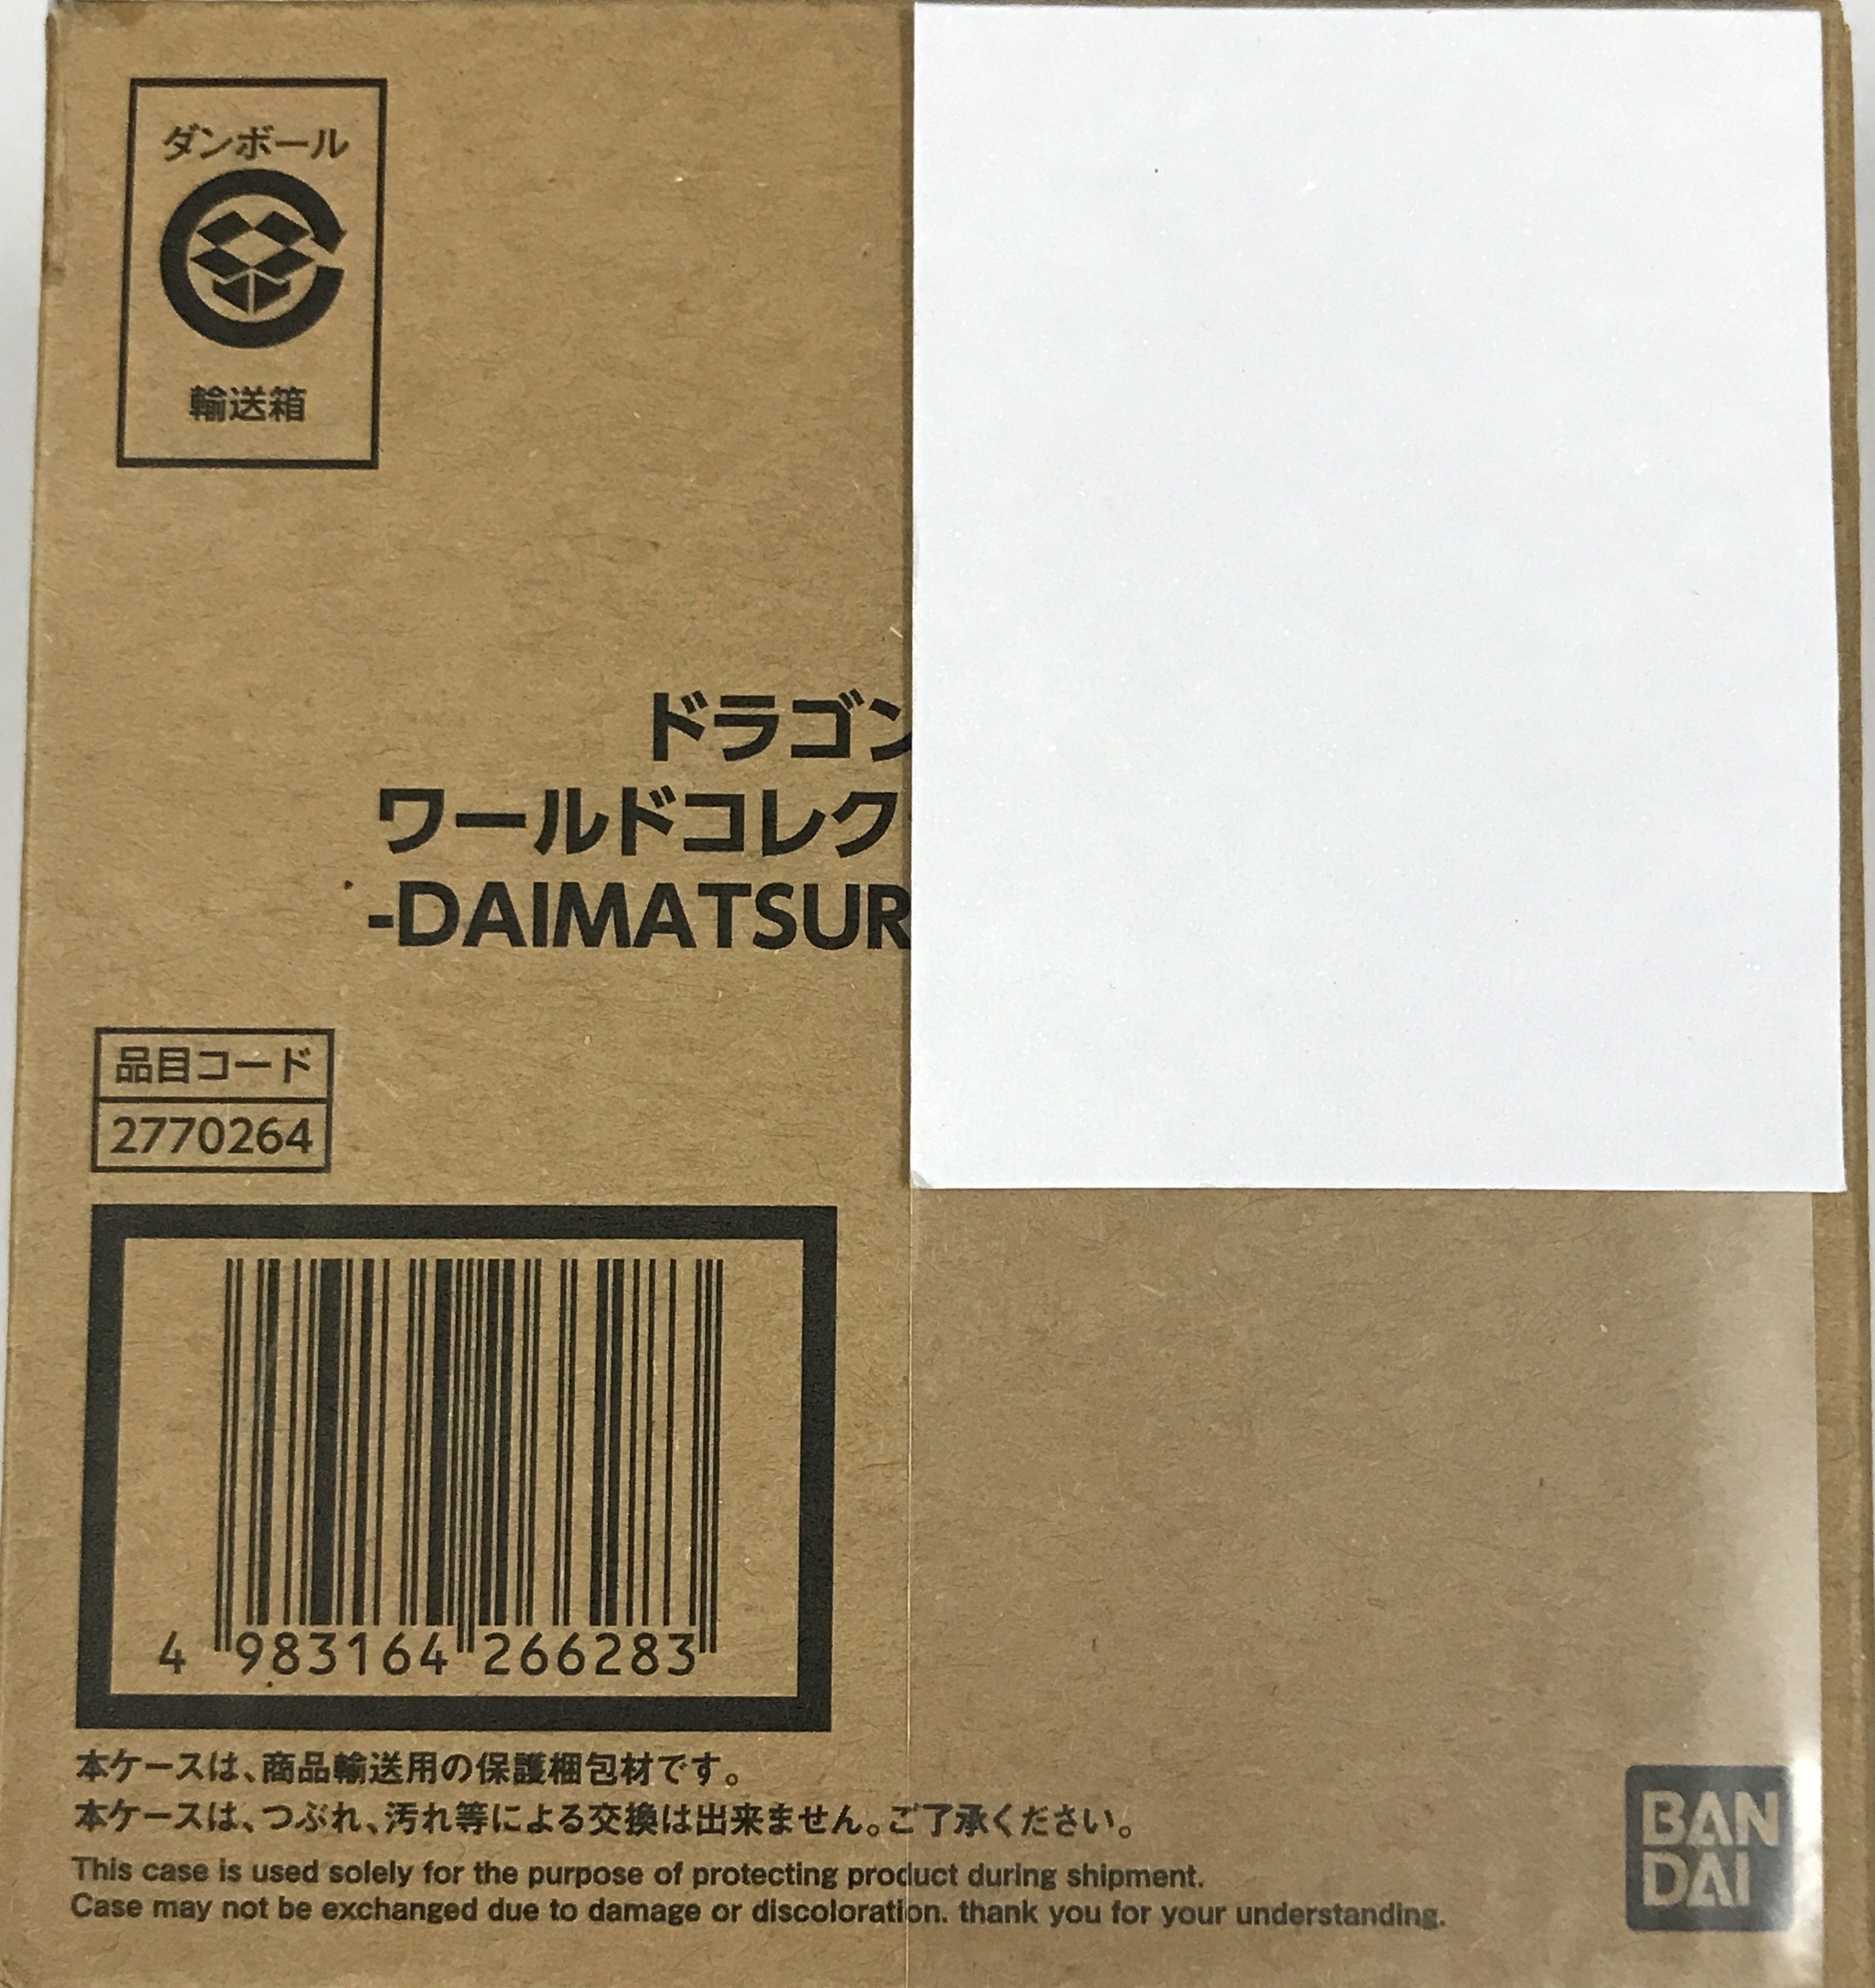 ダンボール
輸送箱
ドラゴン
ワールドコレク
-DAIMATSUR
品目コード
2770264
4 983164 266283
本ケースは、商品輸送用の保護梱包材です。
本ケースは、つぶれ、汚れ等による交換は出来ません。ご了承ください。
This case is used solely for the purpose of protecting product during shipment.
Case may not be exchanged due to damage or discoloration. thank you for your understanding.
BAN
DAI